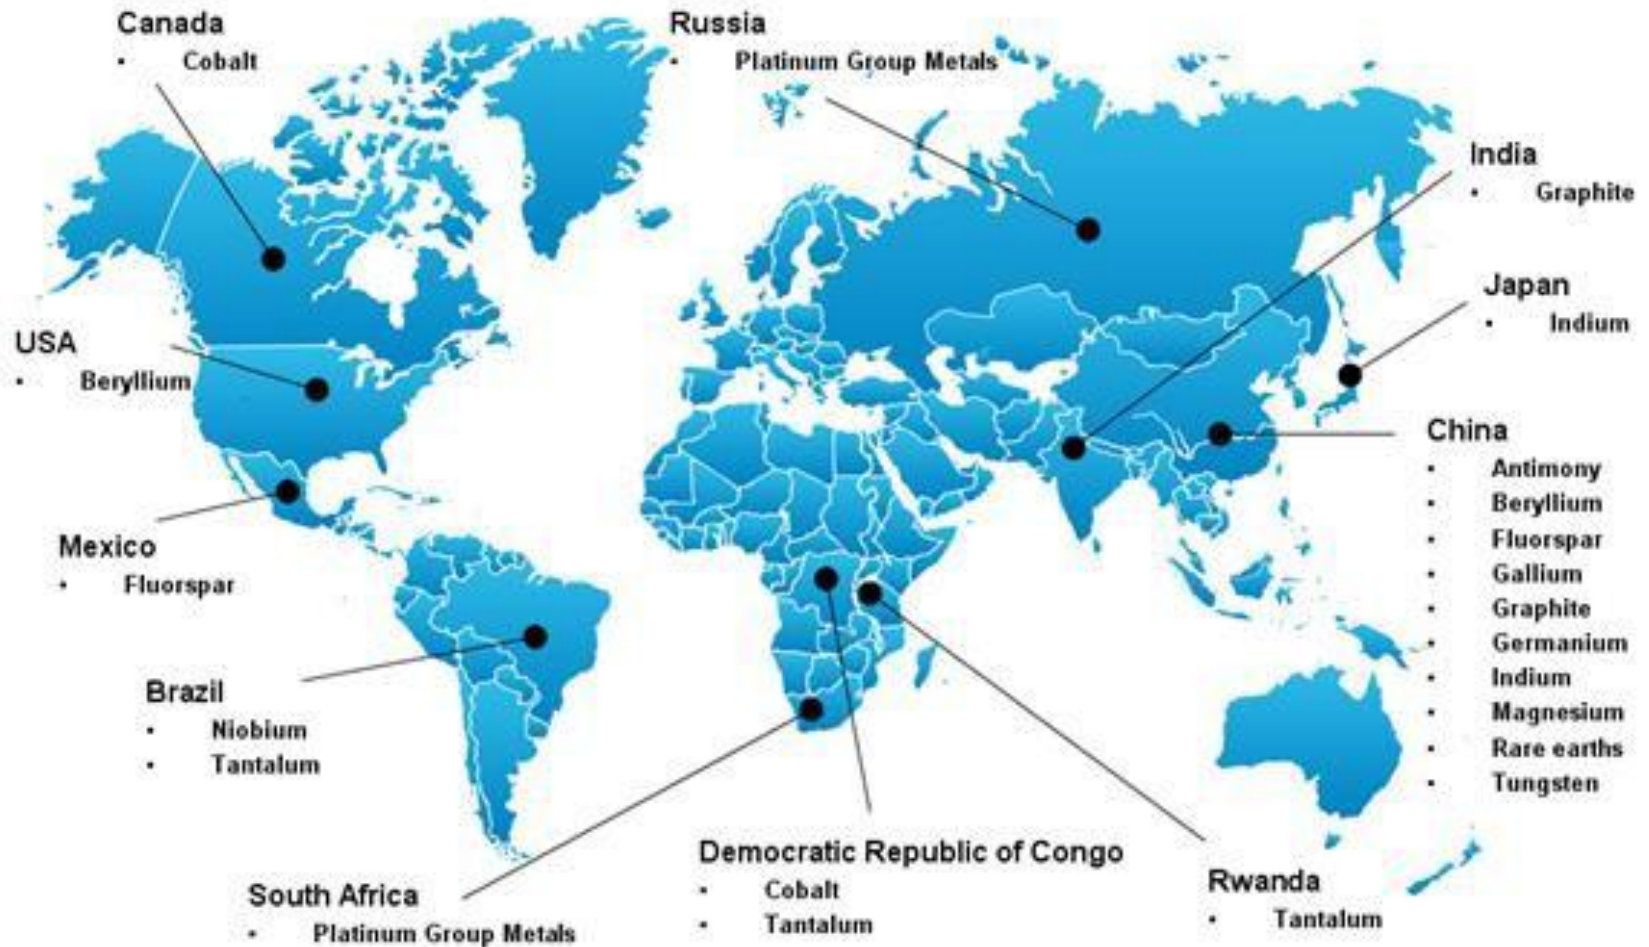 Canada
• Cobalt
Russia
• Platinum Group Metals
India
• Graphite
Japan
• Indium
USA
• Beryllium
China
• Antimony
• Beryllium
• Fluorspar
• Gallium
• Graphite
• Germanium
• Indium
• Magnesium
• Rare earths
• Tungsten
Mexico
• Fluorspar
Brazil
• Niobium
• Tantalum
South Africa
• Platinum Group Metals
Democratic Republic of Congo
• Cobalt
• Tantalum
Rwanda
• Tantalum